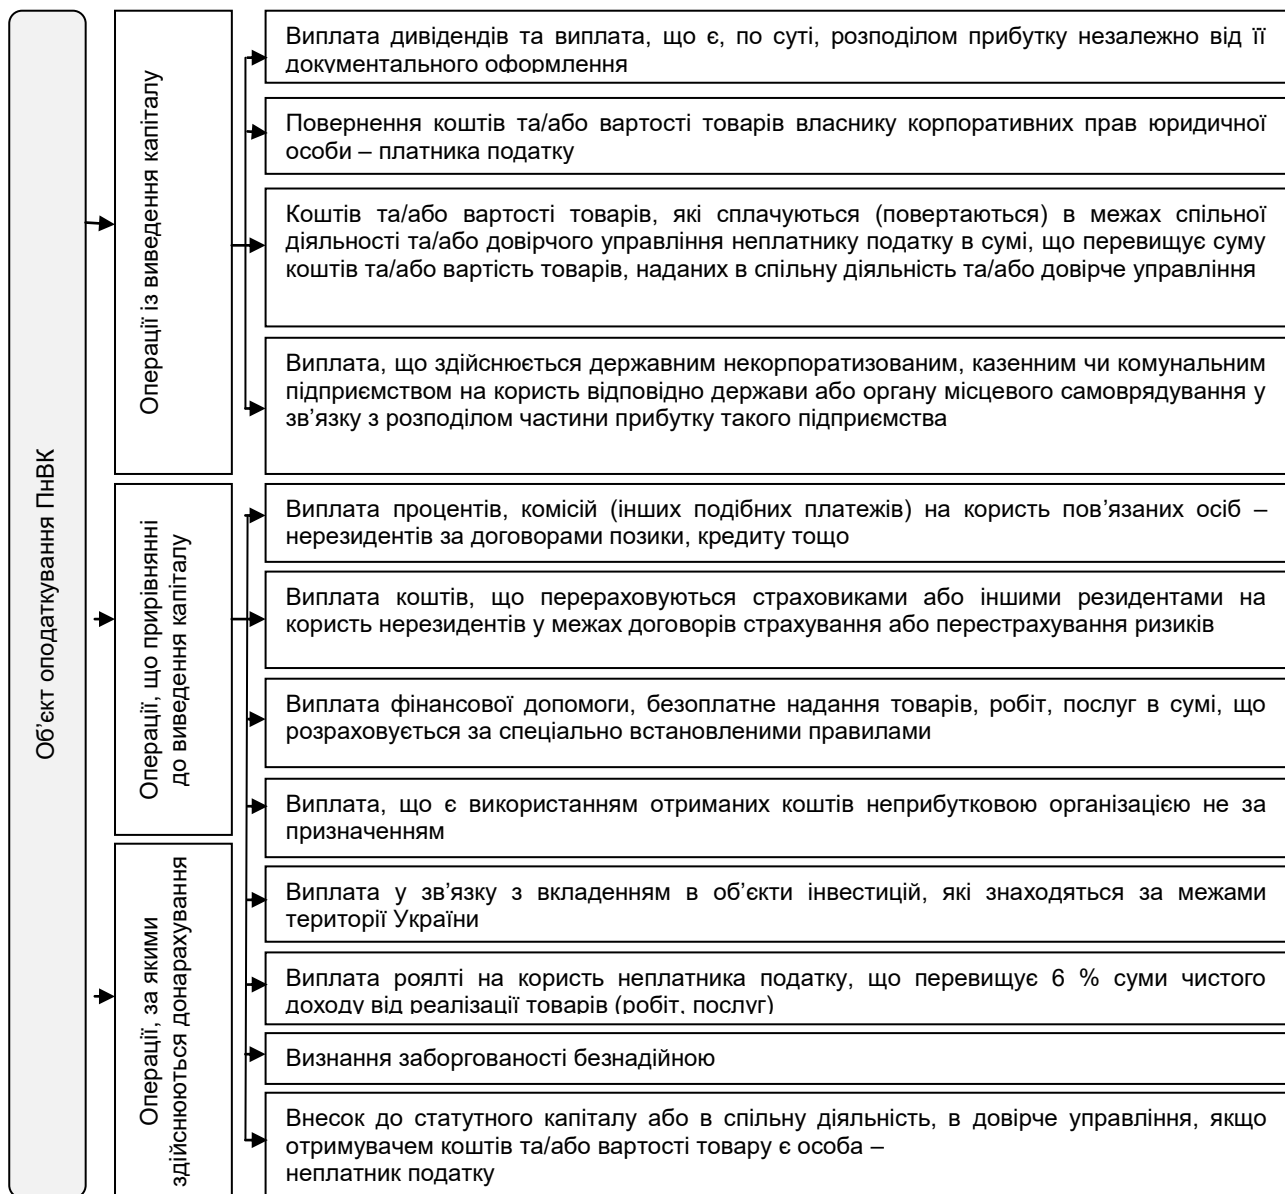 Об’єкт оподаткування ПнВК
Операції із виведення капіталу
Виплата дивідендів та виплата, що є, по суті, розподілом прибутку незалежно від її
документального оформлення
Повернення коштів та/або вартості товарів власнику корпоративних прав юридичної
особи – платника податку
Коштів та/або вартості товарів, які сплачуються (повертаються) в межах спільної
діяльності та/або довірчого управління неплатнику податку в сумі, що перевищує суму
коштів та/або вартість товарів, наданих в спільну діяльність та/або довірче управління
Виплата, що здійснюється державним некорпоратизованим, казенним чи комунальним
підприємством на користь відповідно держави або органу місцевого самоврядування у
зв’язку з розподілом частини прибутку такого підприємства
Операції, що прирівнянні
до виведення капіталу
Виплата процентів, комісій (інших подібних платежів) на користь пов’язаних осіб –
нерезидентів за договорами позики, кредиту тощо
Виплата коштів, що перераховуються страховиками або іншими резидентами на
користь нерезидентів у межах договорів страхування або перестрахування ризиків
Виплата фінансової допомоги, безоплатне надання товарів, робіт, послуг в сумі, що
розраховується за спеціально встановленими правилами
Виплата, що є використанням отриманих коштів неприбутковою організацією не за
призначенням
Операції, за якими
здійснюються донарахування
Виплата у зв’язку з вкладенням в об’єкти інвестицій, які знаходяться за межами
території України
Виплата роялті на користь неплатника податку, що перевищує 6 % суми чистого
доходу від реалізації товарів (робіт, послуг)
Визнання заборгованості безнадійною
Внесок до статутного капіталу або в спільну діяльність, в довірче управління, якщо
отримувачем коштів та/або вартості товару є особа –
неплатник податку